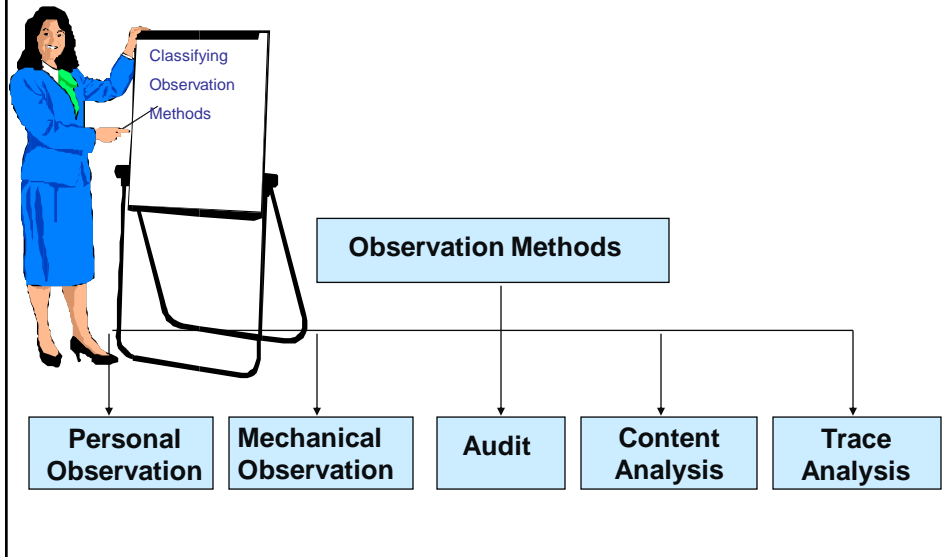 Classifying
Observation
Methods
Observation Methods
Personal
Observation
Mechanical
Observation
Audit
Content
Analysis
Trace
Analysis